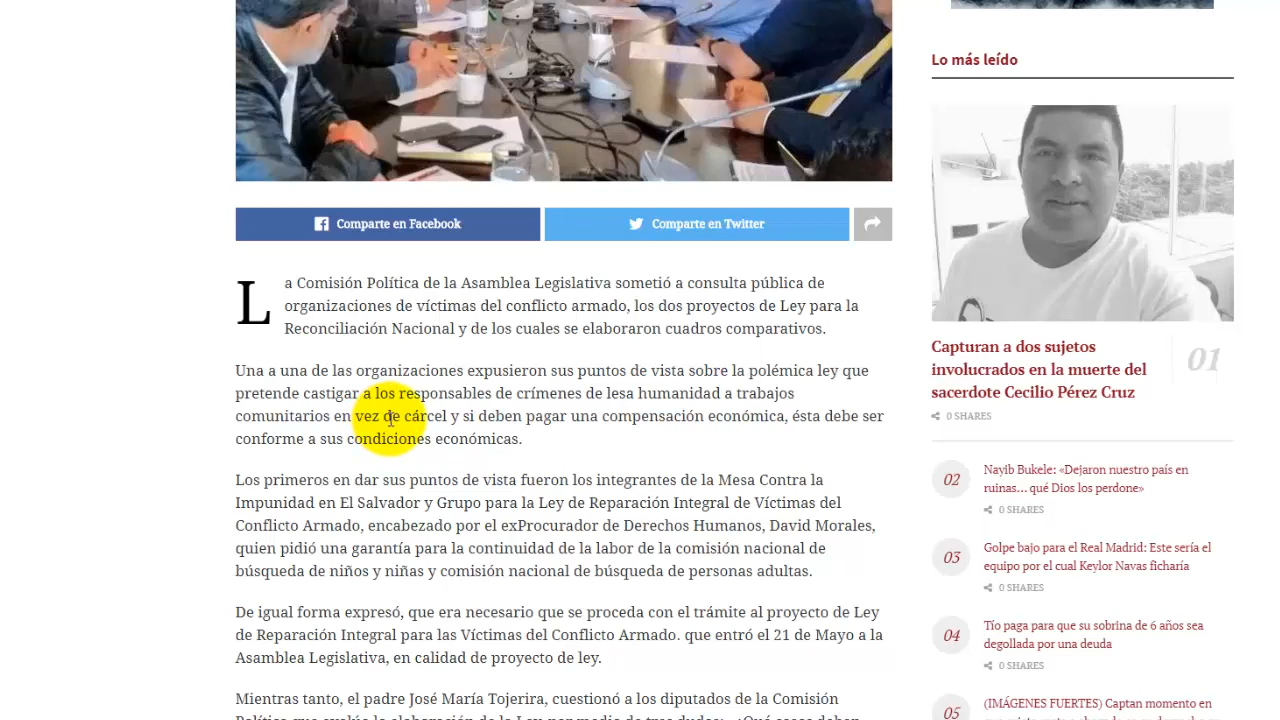 Comparte en Facebook
Comparte en Twitter
La Comisión Política de la Asamblea Legislativa sometió a consulta pública de
organizaciones de víctimas del conflicto armado, los dos proyectos de Ley para la
Reconciliación Nacional y de los cuales se elaboraron cuadros comparativos.
Una a una de las organizaciones expusieron sus puntos de vista sobre la polémica ley que
pretende castigar a los responsables de crímenes de lesa humanidad a trabajos
comunitarios en vez de cárcel y si deben pagar una compensación económica, ésta debe ser
conforme a sus condiciones económicas.
Los primeros en dar sus puntos de vista fueron los integrantes de la Mesa Contra la
Impunidad en El Salvador y Grupo para la Ley de Reparación Integral de Víctimas del
Conflicto Armado, encabezado por el exProcurador de Derechos Humanos, David Morales,
quien pidió una garantía para la continuidad de la labor de la comisión nacional de
búsqueda de niños y niñas y comisión nacional de búsqueda de personas adultas.
De igual forma expresó, que era necesario que se proceda con el trámite al proyecto de Ley
de Reparación Integral para las Víctimas del Conflicto Armado. que entró el 21 de Mayo a la
Asamblea Legislativa, en calidad de proyecto de ley.
Mientras tanto, el padre José María Tojerira, cuestionó a los diputados de la Comisión
Lo más leído
Capturan a dos sujetos
involucrados en la muerte del
sacerdote Cecilio Pérez Cruz
01
0 SHARES
02
Nayib Bukele: «Dejaron nuestro país en
ruinas… qué Dios los perdone»
0 SHARES
03
Golpe bajo para el Real Madrid: Este sería el
equipo por el cual Keylor Navas ficharía
0 SHARES
04
Tío paga para que su sobrina de 6 años sea
degollada por una deuda
0 SHARES
05
(IMÁGENES FUERTES) Captan momento en